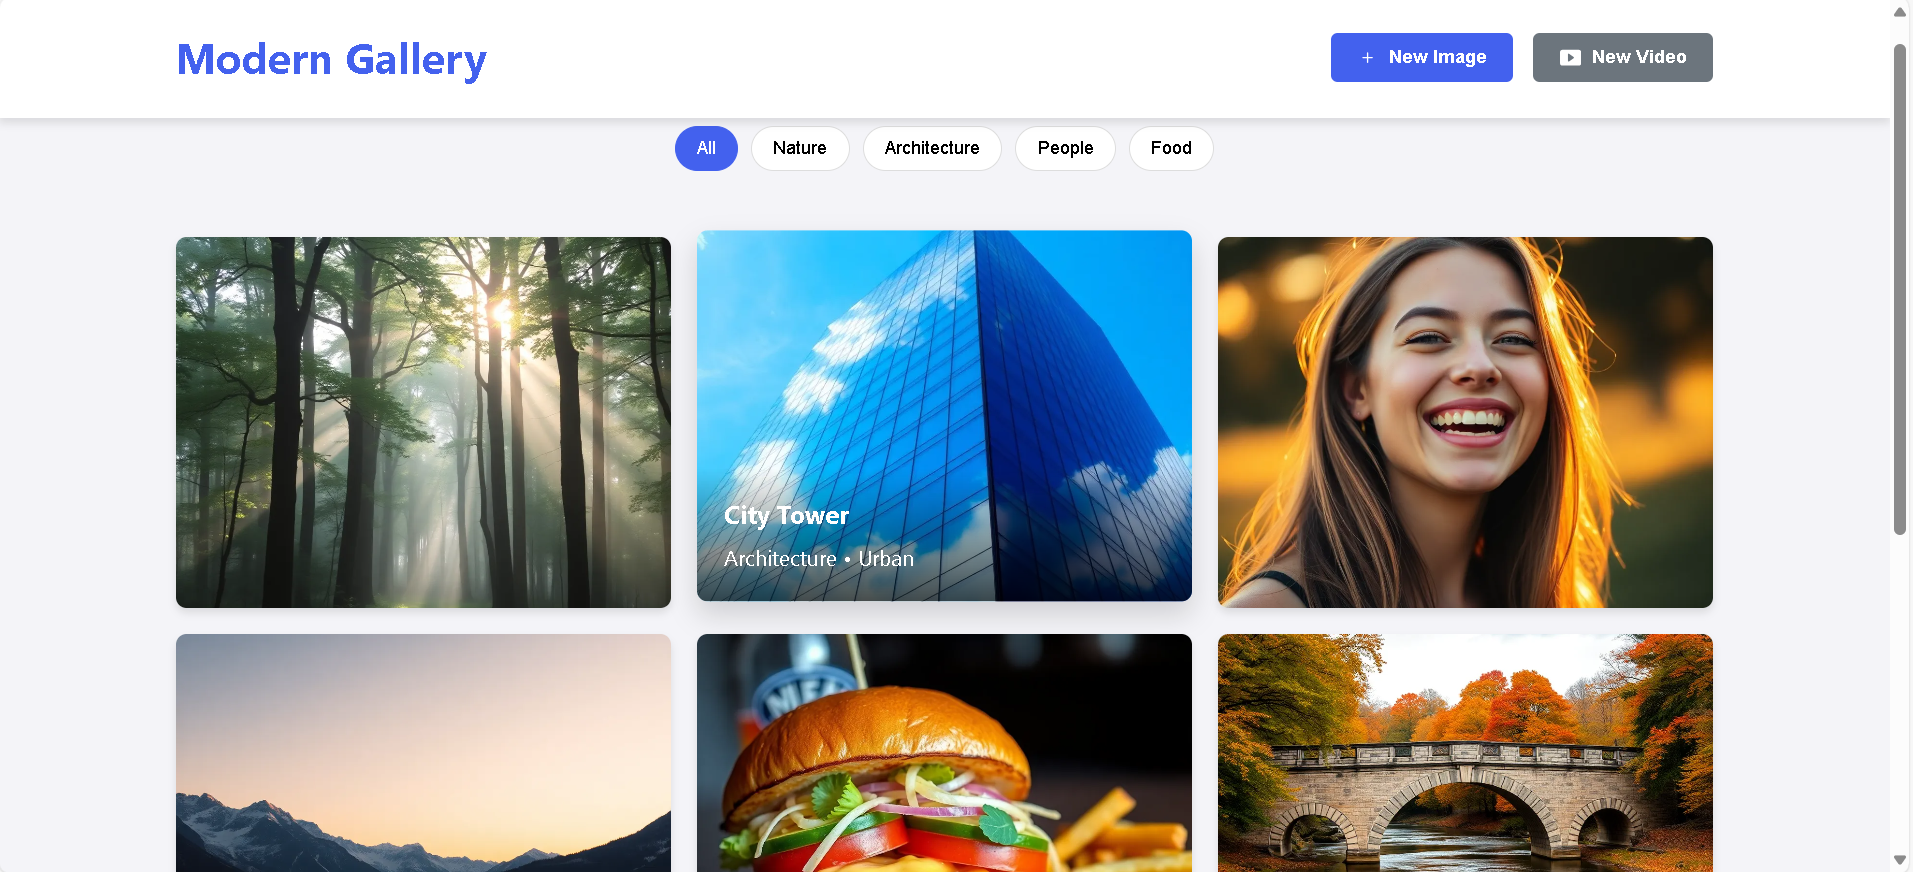 Modern Gallery
+ New Image
New Video
All
Nature
Architecture
People
Food
City Tower
Architecture • Urban